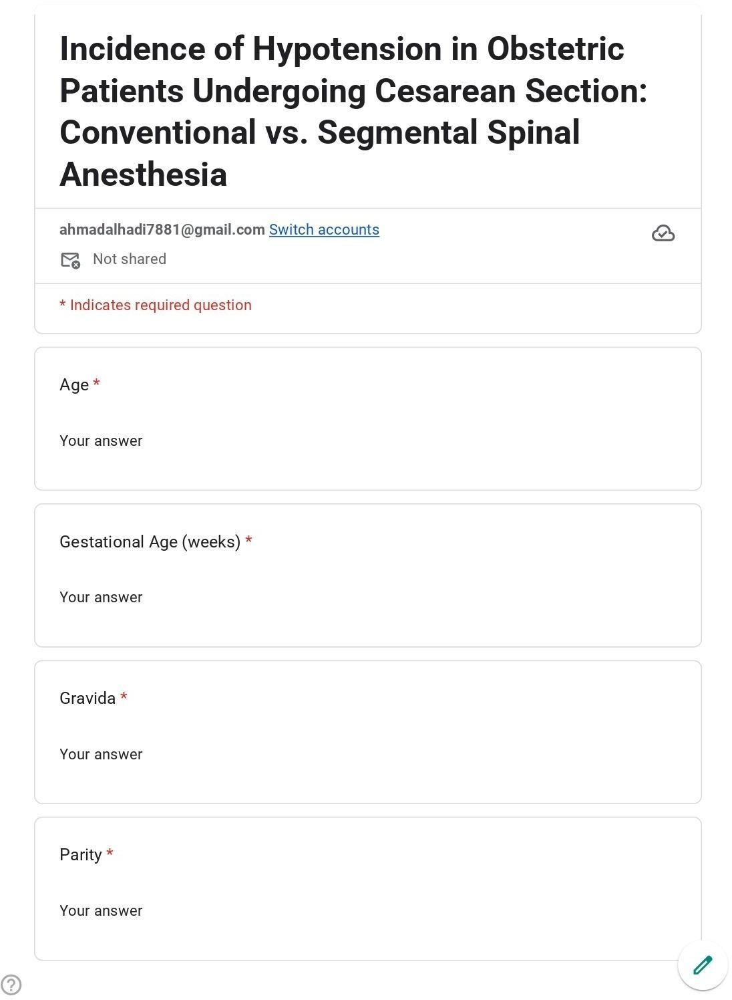 Incidence of Hypotension in Obstetric
Patients Undergoing Cesarean Section:
Conventional vs. Segmental Spinal
Anesthesia
ahmadalhadi7881@gmail.com Switch accounts
Not shared
* Indicates required question
Age *
Your answer
Gestational Age (weeks) *
Your answer
Gravida *
Your answer
Parity *
Your answer